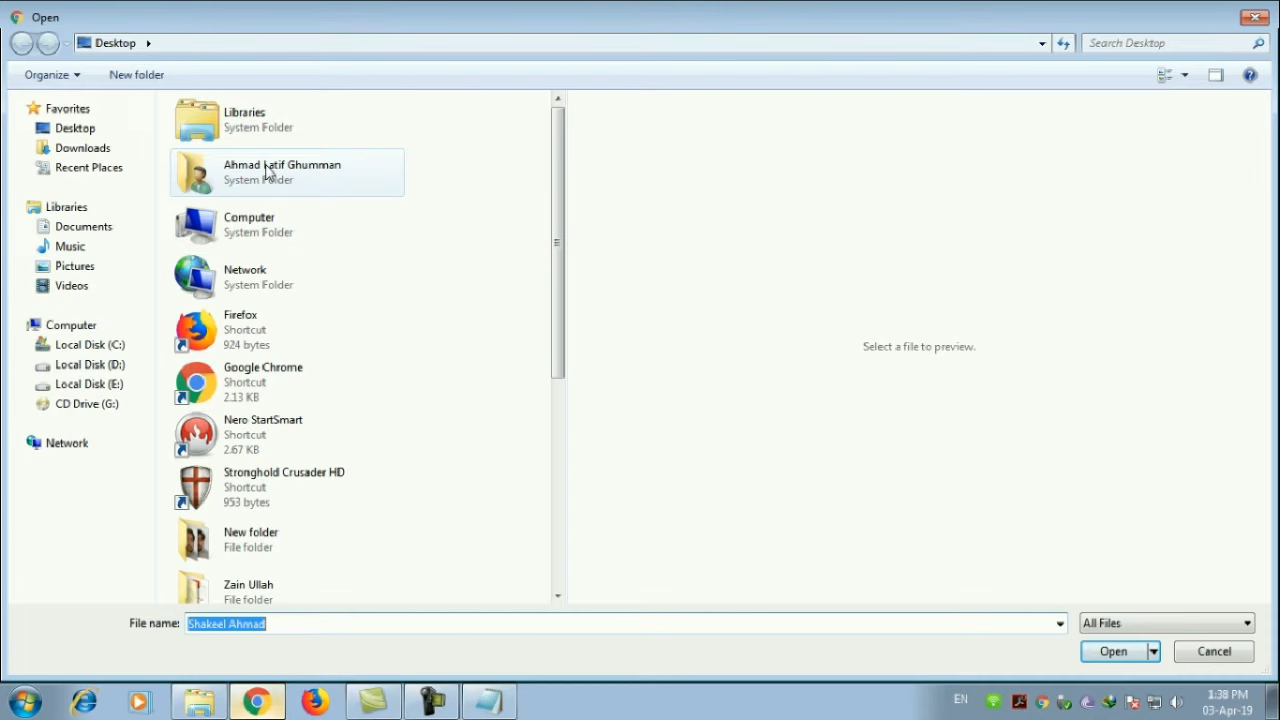 Open
Desktop
Search Desktop
Organize
New folder
Favorites
Desktop
Downloads
Recent Places
Libraries
Documents
Music
Pictures
Videos
Computer
Local Disk (C:)
Local Disk (D:)
Local Disk (E:)
CD Drive (G:)
Network
Libraries
System Folder
Ahmad Latif Ghumman
System Folder
Computer
System Folder
Network
System Folder
Firefox
Shortcut
924 bytes
Google Chrome
Shortcut
2.13 KB
Nero StartSmart
Shortcut
2.67 KB
Stronghold Crusader HD
Shortcut
953 bytes
New folder
File folder
Zain Ullah
File folder
Select a file to preview.
File name:
Shakeel Ahmad
All Files
Open
Cancel
EN
1:38 PM
03-Apr-19